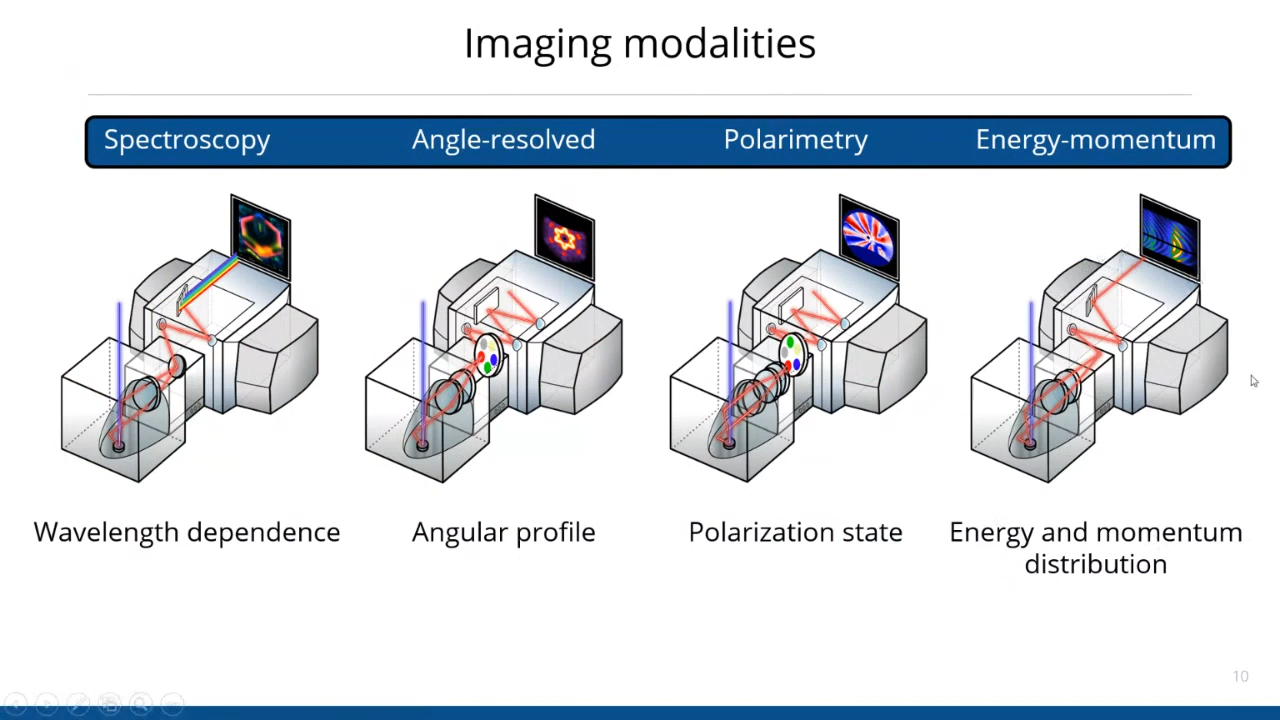 Imaging modalities
Spectroscopy
Angle-resolved
Polarimetry
Energy-momentum
Wavelength dependence
Angular profile
Polarization state
Energy and momentum
distribution
10